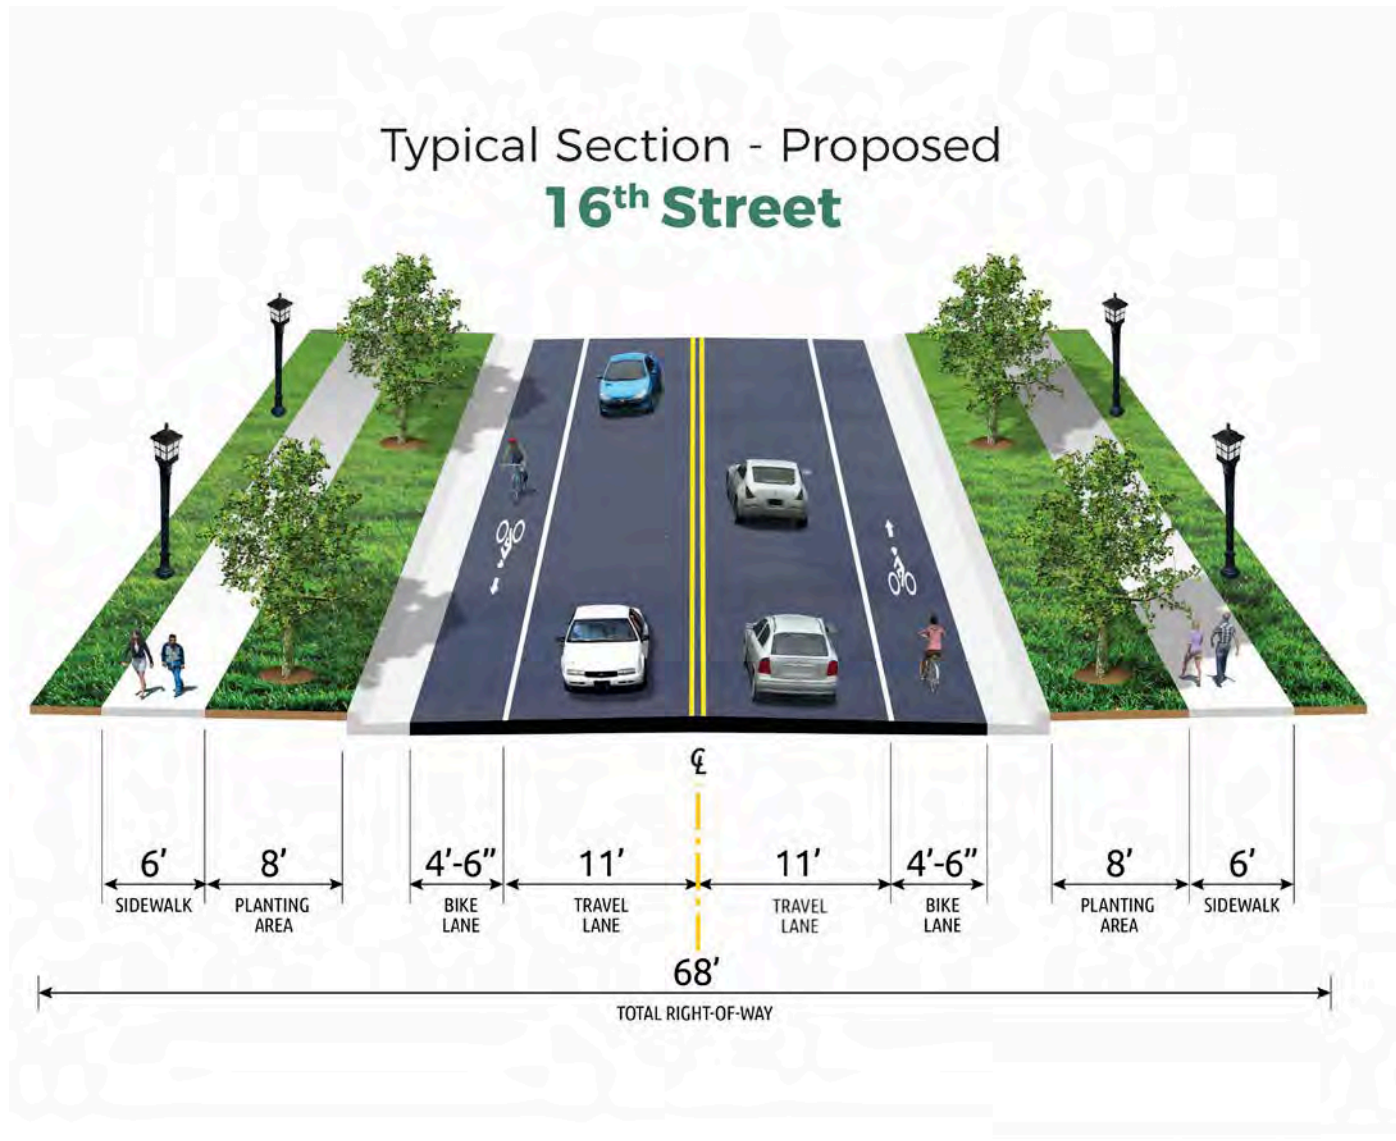 Typical Section - Proposed
16th Street
℄
6’ 8’ 4’-6” 11’ 11’ 4’-6” 8’ 6’
SIDEWALK PLANTING AREA BIKE LANE TRAVEL LANE TRAVEL LANE BIKE LANE PLANTING AREA SIDEWALK
68’
TOTAL RIGHT-OF-WAY